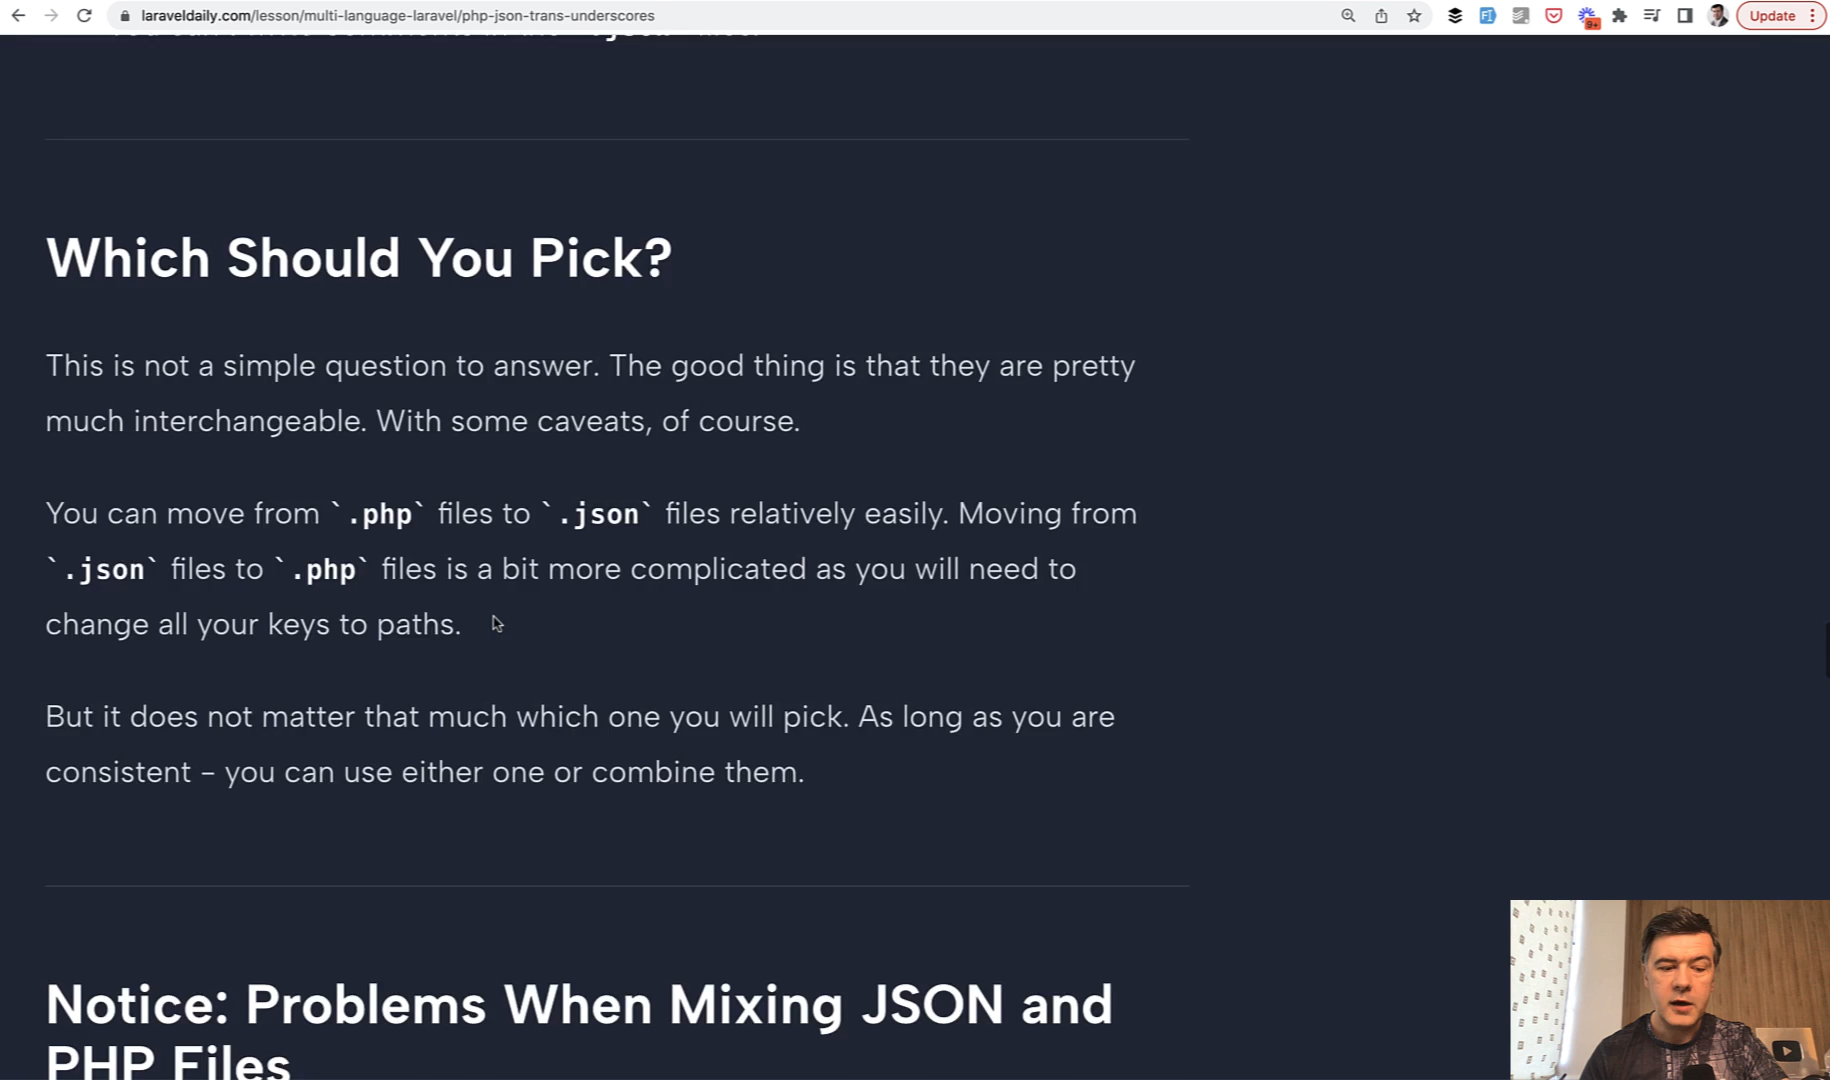 laraveldaily.com/lesson/multi-language-laravel/php-json-trans-underscores
9+
Update
Which Should You Pick?
This is not a simple question to answer. The good thing is that they are pretty
much interchangeable. With some caveats, of course.
You can move from `.php` files to `.json` files relatively easily. Moving from
`.json` files to `.php` files is a bit more complicated as you will need to
change all your keys to paths.
But it does not matter that much which one you will pick. As long as you are
consistent – you can use either one or combine them.
Notice: Problems When Mixing JSON and
PHP Files